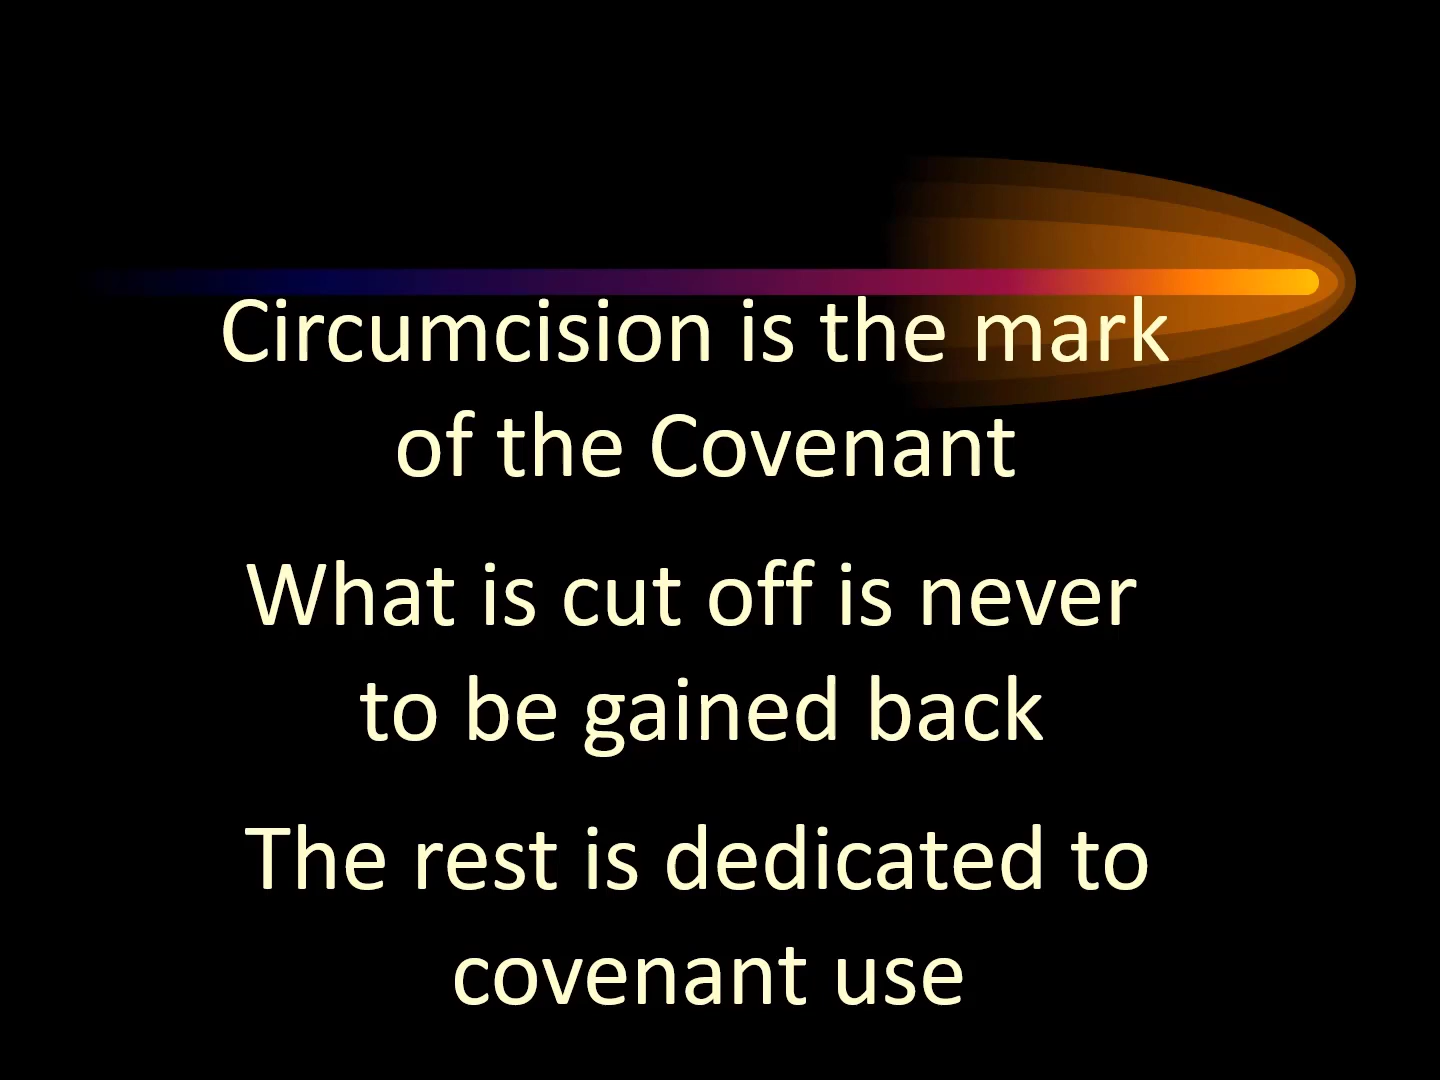 Circumcision is the mark
of the Covenant
What is cut off is never
to be gained back
The rest is dedicated to
covenant use